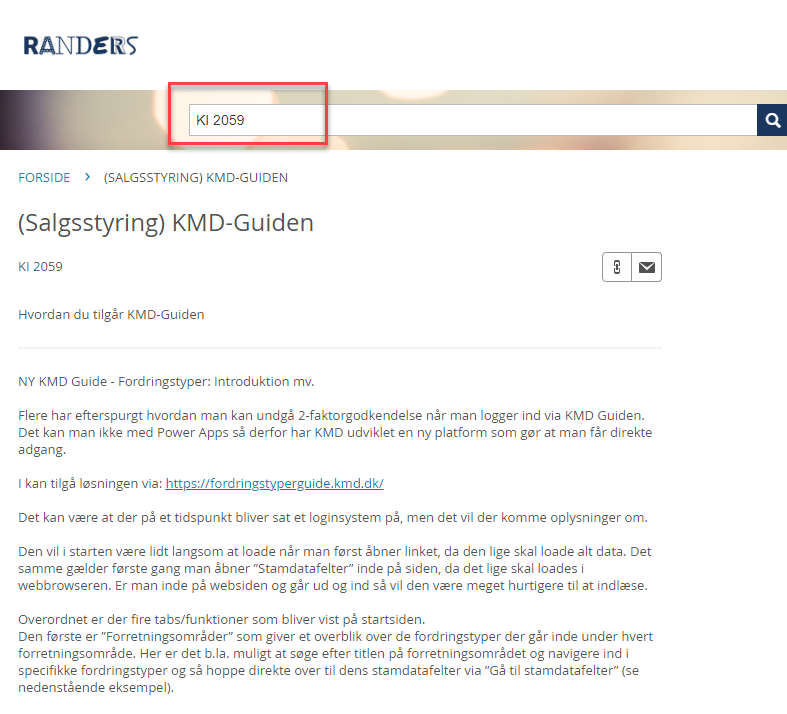 RANDERS
KI 2059
FORSIDE > (SALGSSTYRING) KMD-GUIDEN
(Salgsstyring) KMD-Guiden
KI 2059
Hvordan du tilgår KMD-Guiden
NY KMD Guide - Fordringstyper: Introduktion mv.
Flere har efterspurgt hvordan man kan undgå 2-faktorgodkendelse når man logger ind via KMD Guiden.
Det kan man ikke med Power Apps så derfor har KMD udviklet en ny platform som gør at man får direkte
adgang.
I kan tilgå løsningen via: https://fordringstyperguide.kmd.dk/
Det kan være at der på et tidspunkt bliver sat et loginsystem på, men det vil der komme oplysninger om.
Den vil i starten være lidt langsom at loade når man først åbner linket, da den lige skal loade alt data. Det
samme gælder første gang man åbner ”Stamdatafelter” inde på siden, da det lige skal loades i
webbrowseren. Er man inde på websiden og går ud og ind så vil den være meget hurtigere til at indlæse.
Overordnet er der fire tabs/funktioner som bliver vist på startsiden.
Den første er ”Forretningsområder” som giver et overblik over de fordringstyper der går inde under hvert
forretningsområde. Her er det b.la. muligt at søge efter titlen på forretningsområdet og navigere ind i
specifikke fordringstyper og så hoppe direkte over til dens stamdatafelter via ”Gå til stamdatafelter” (se
nedenstående eksempel).